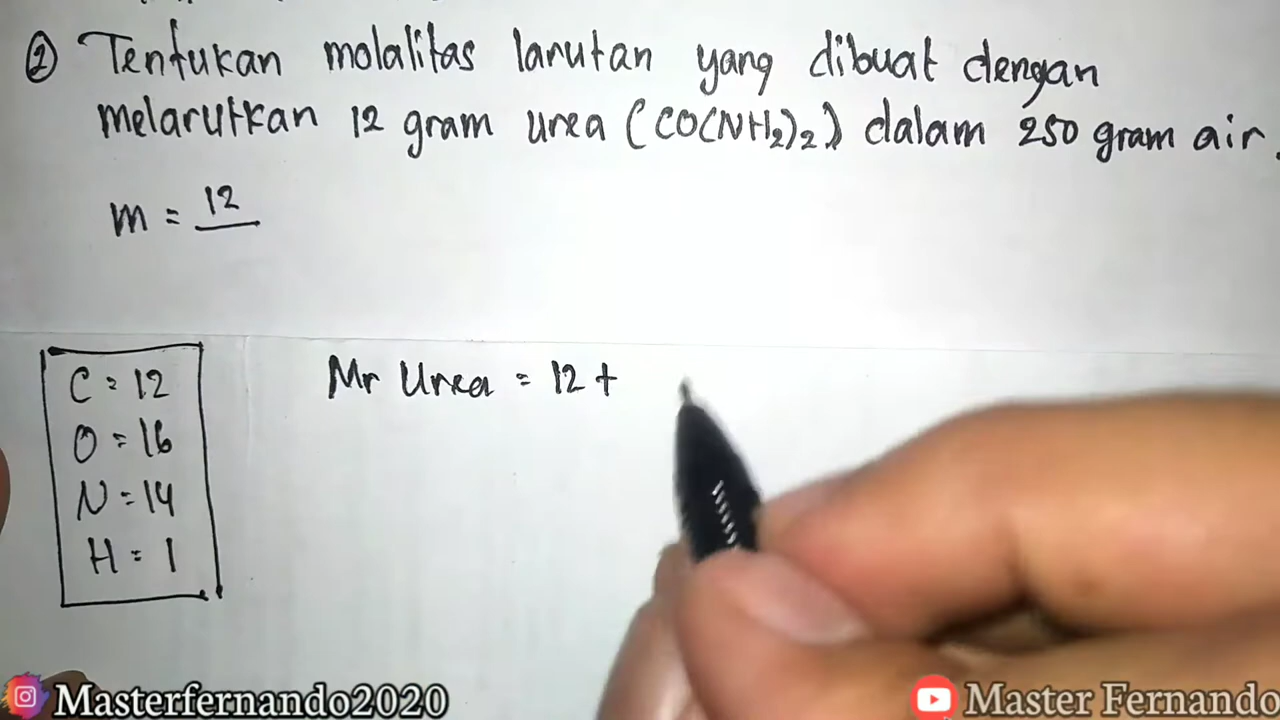 ② Tentukan molalitas larutan yang dibuat dengan
melarutkan 12 gram urea (CO(NH₂)₂) dalam 250 gram air.
m = 12
C = 12
O = 16
N = 14
H = 1
Mr Urea = 12 +
Masterfernando2020
Master Fernando